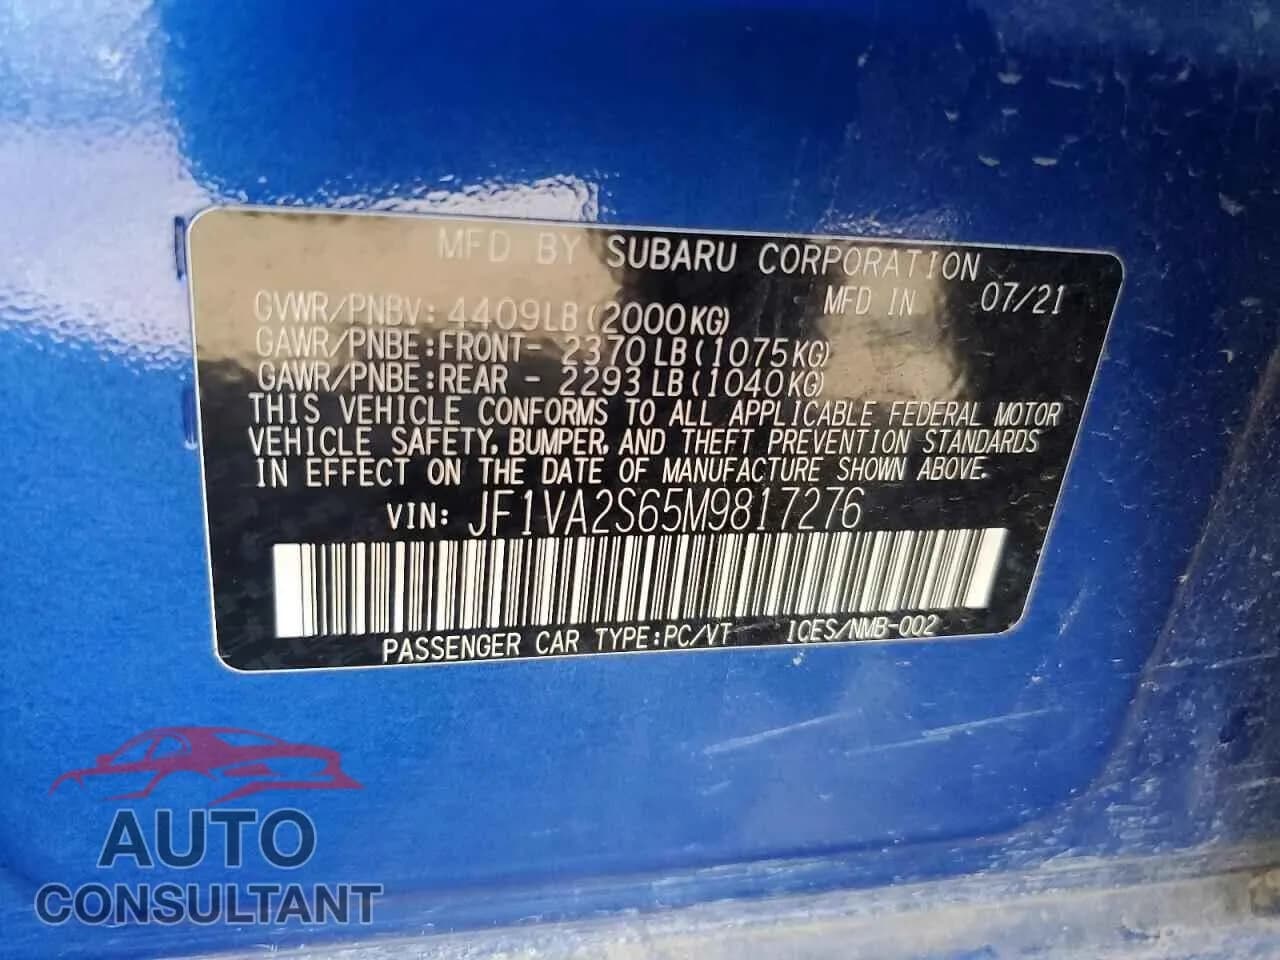 MFD BY SUBARU CORPORATION
MFD IN 07/21
GVWR/PNBV: 4409LB(2000KG)
GAWR/PNBE:FRONT- 2370LB(1075KG)
GAWR/PNBE:REAR - 2293LB(1040KG)
THIS VEHICLE CONFORMS TO ALL APPLICABLE FEDERAL MOTOR
VEHICLE SAFETY, BUMPER, AND THEFT PREVENTION STANDARDS
IN EFFECT ON THE DATE OF MANUFACTURE SHOWN ABOVE.
VIN: JF1VA2S65M9817276
PASSENGER CAR TYPE:PC/VT ICES/NMB-002
AUTO
CONSULTANT